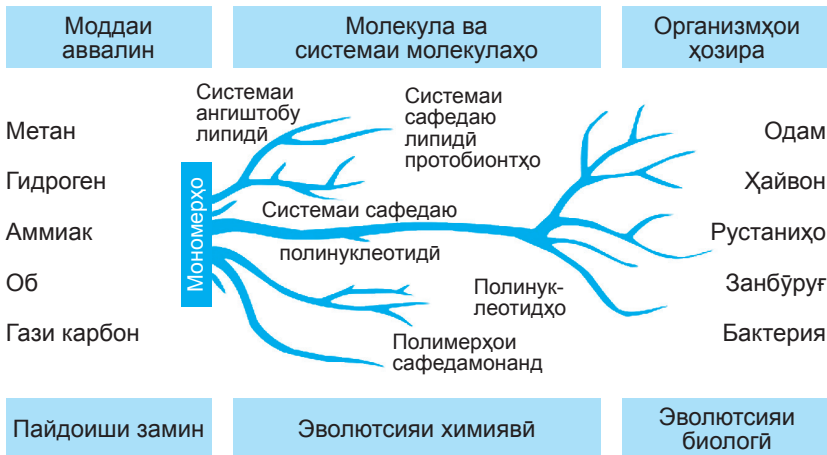 Моддаи
аввалин
Молекула ва
системаи молекулаҳо
Организмҳои
ҳозира
Метан
Гидроген
Аммиак
Об
Гази карбон
Мономерҳо
Системаи
ангиштобу
липидӣ
Системаи
сафедаю
липидӣ
протобионтҳо
Системаи сафедаю
полинуклеотидӣ
Полинук-
леотидҳо
Полимерҳои
сафедамонанд
Одам
Ҳайвон
Рустаниҳо
Занбӯруғ
Бактерия
Пайдоиши замин
Эволютсияи химиявӣ
Эволютсияи
биологӣ